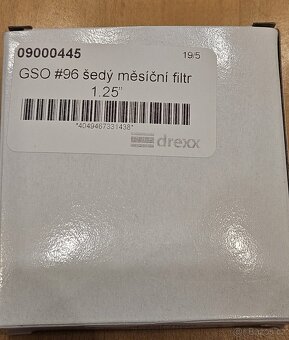 09000445 19/5
GSO #96 šedý měsíční filtr
1.25"
*4049467331438*
drexx